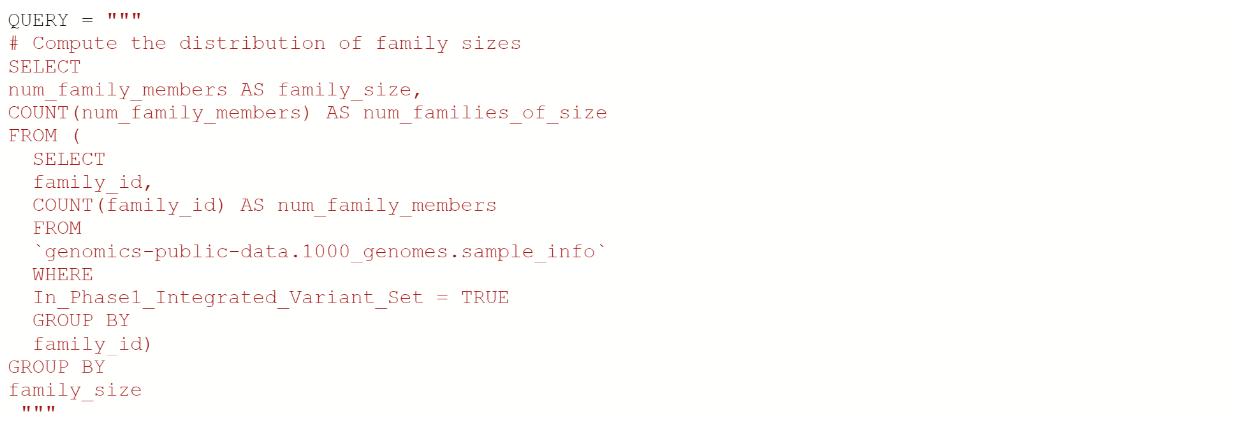 QUERY = """
# Compute the distribution of family sizes
SELECT
num_family_members AS family_size,
COUNT(num_family_members) AS num_families_of_size
FROM (
  SELECT
  family_id,
  COUNT(family_id) AS num_family_members
  FROM
  `genomics-public-data.1000_genomes.sample_info`
  WHERE
  In_Phase1_Integrated_Variant_Set = TRUE
  GROUP BY
  family_id)
GROUP BY
family_size
 """